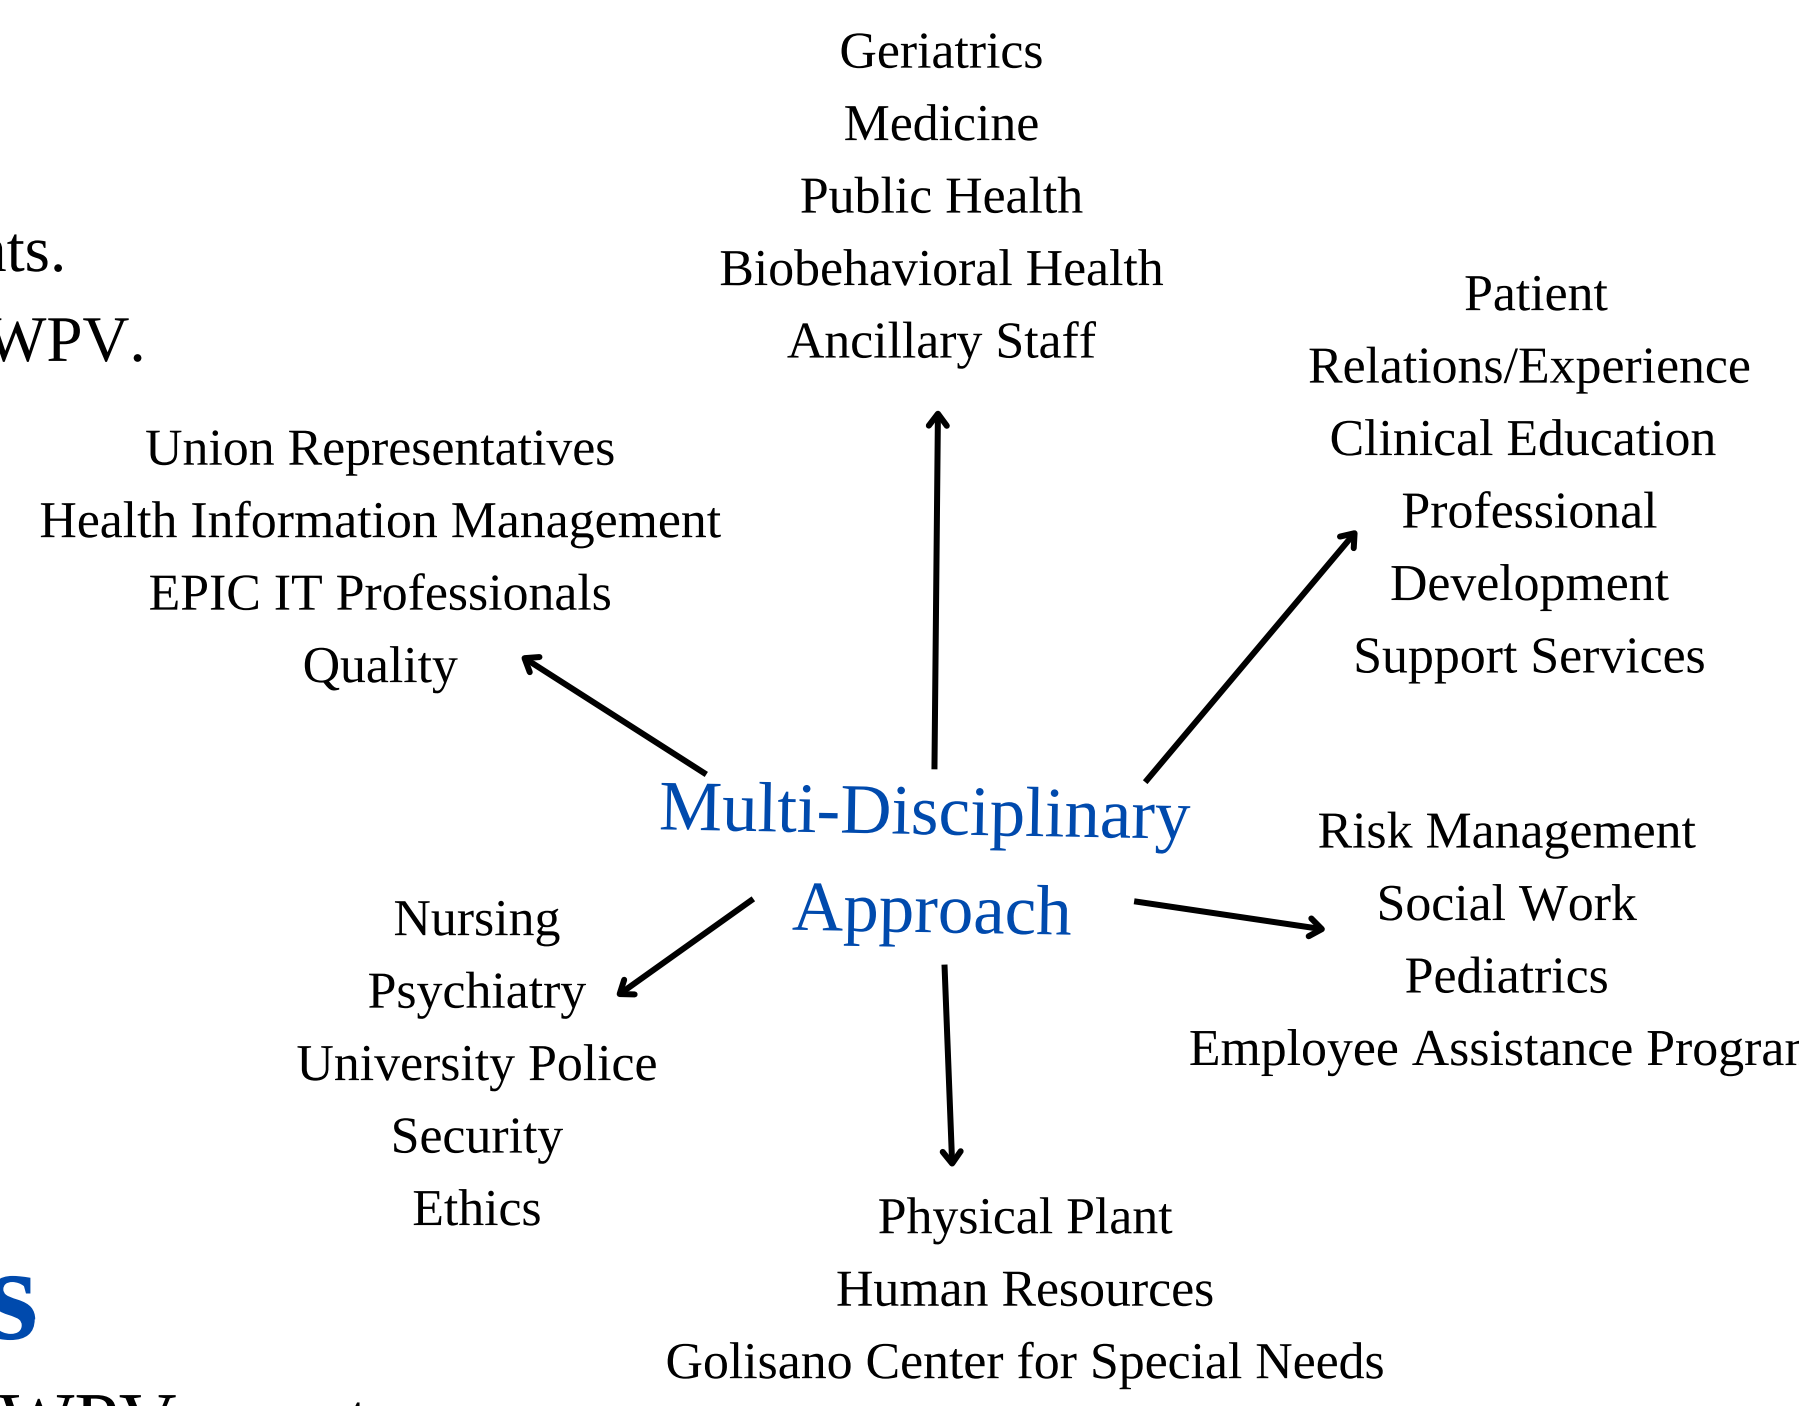 Geriatrics
Medicine
Public Health
Biobehavioral Health
Ancillary Staff
WPV.
Patient
Relations/Experience
Clinical Education
Professional
Development
Support Services
Union Representatives
Health Information Management
EPIC IT Professionals
Quality
Multi-Disciplinary
Approach
Risk Management
Social Work
Pediatrics
Employee Assistance
Nursing
Psychiatry
University Police
Security
Ethics
Physical Plant
Human Resources
Golisano Center for Special Needs